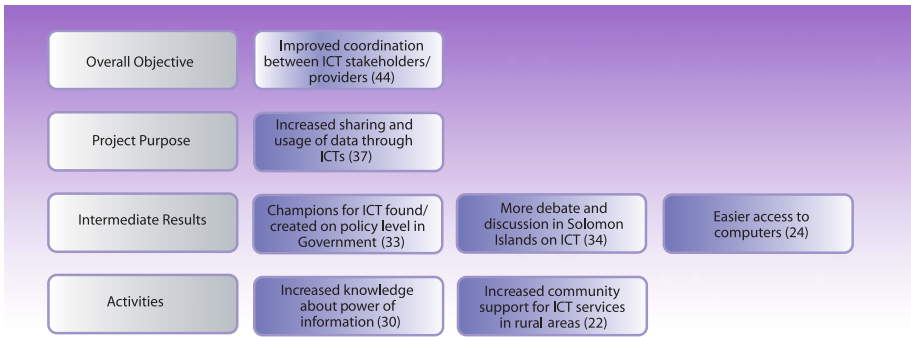 Overall Objective
Improved coordination
between ICT stakeholders/
providers (44)
Project Purpose
Increased sharing and
usage of data through
ICTs (37)
Intermediate Results
Champions for ICT found/
created on policy level in
Government (33)
More debate and
discussion in Solomon
Islands on ICT (34)
Easier access to
computers (24)
Activities
Increased knowledge
about power of
information (30)
Increased community
support for ICT services
in rural areas (22)